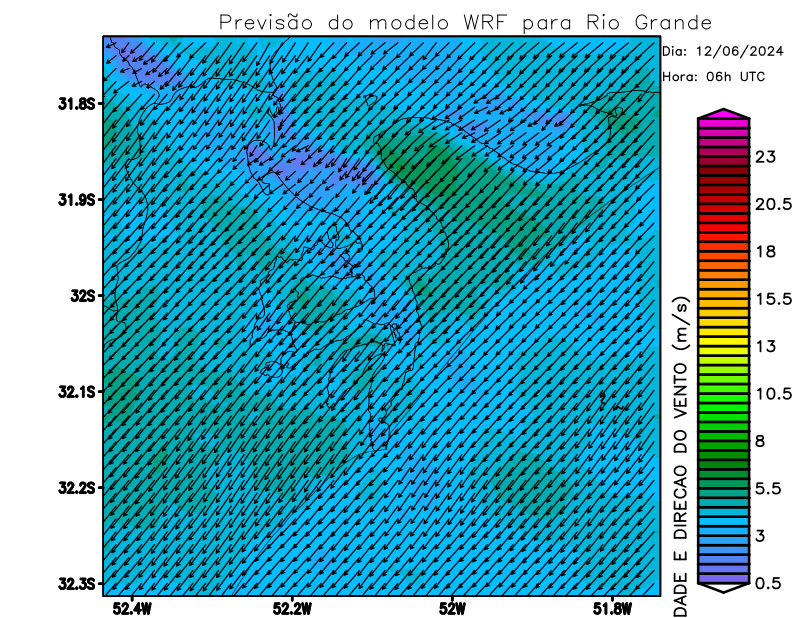 Previsão do modelo WRF para Rio Grande
Dia: 12/06/2024
Hora: 06h UTC
31.8S
31.9S
32S
32.1S
32.2S
32.3S
52.4W
52.2W
52W
51.8W
23
20.5
18
15.5
13
10.5
8
5.5
3
0.5
DADE E DIRECAO DO VENTO (m/s)